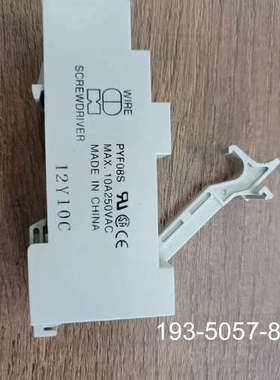 WIRE
SCREWDRIVER
PYF08S
MAX. 10A250VAC
MADE IN CHINA
12Y10C
193-5057-8